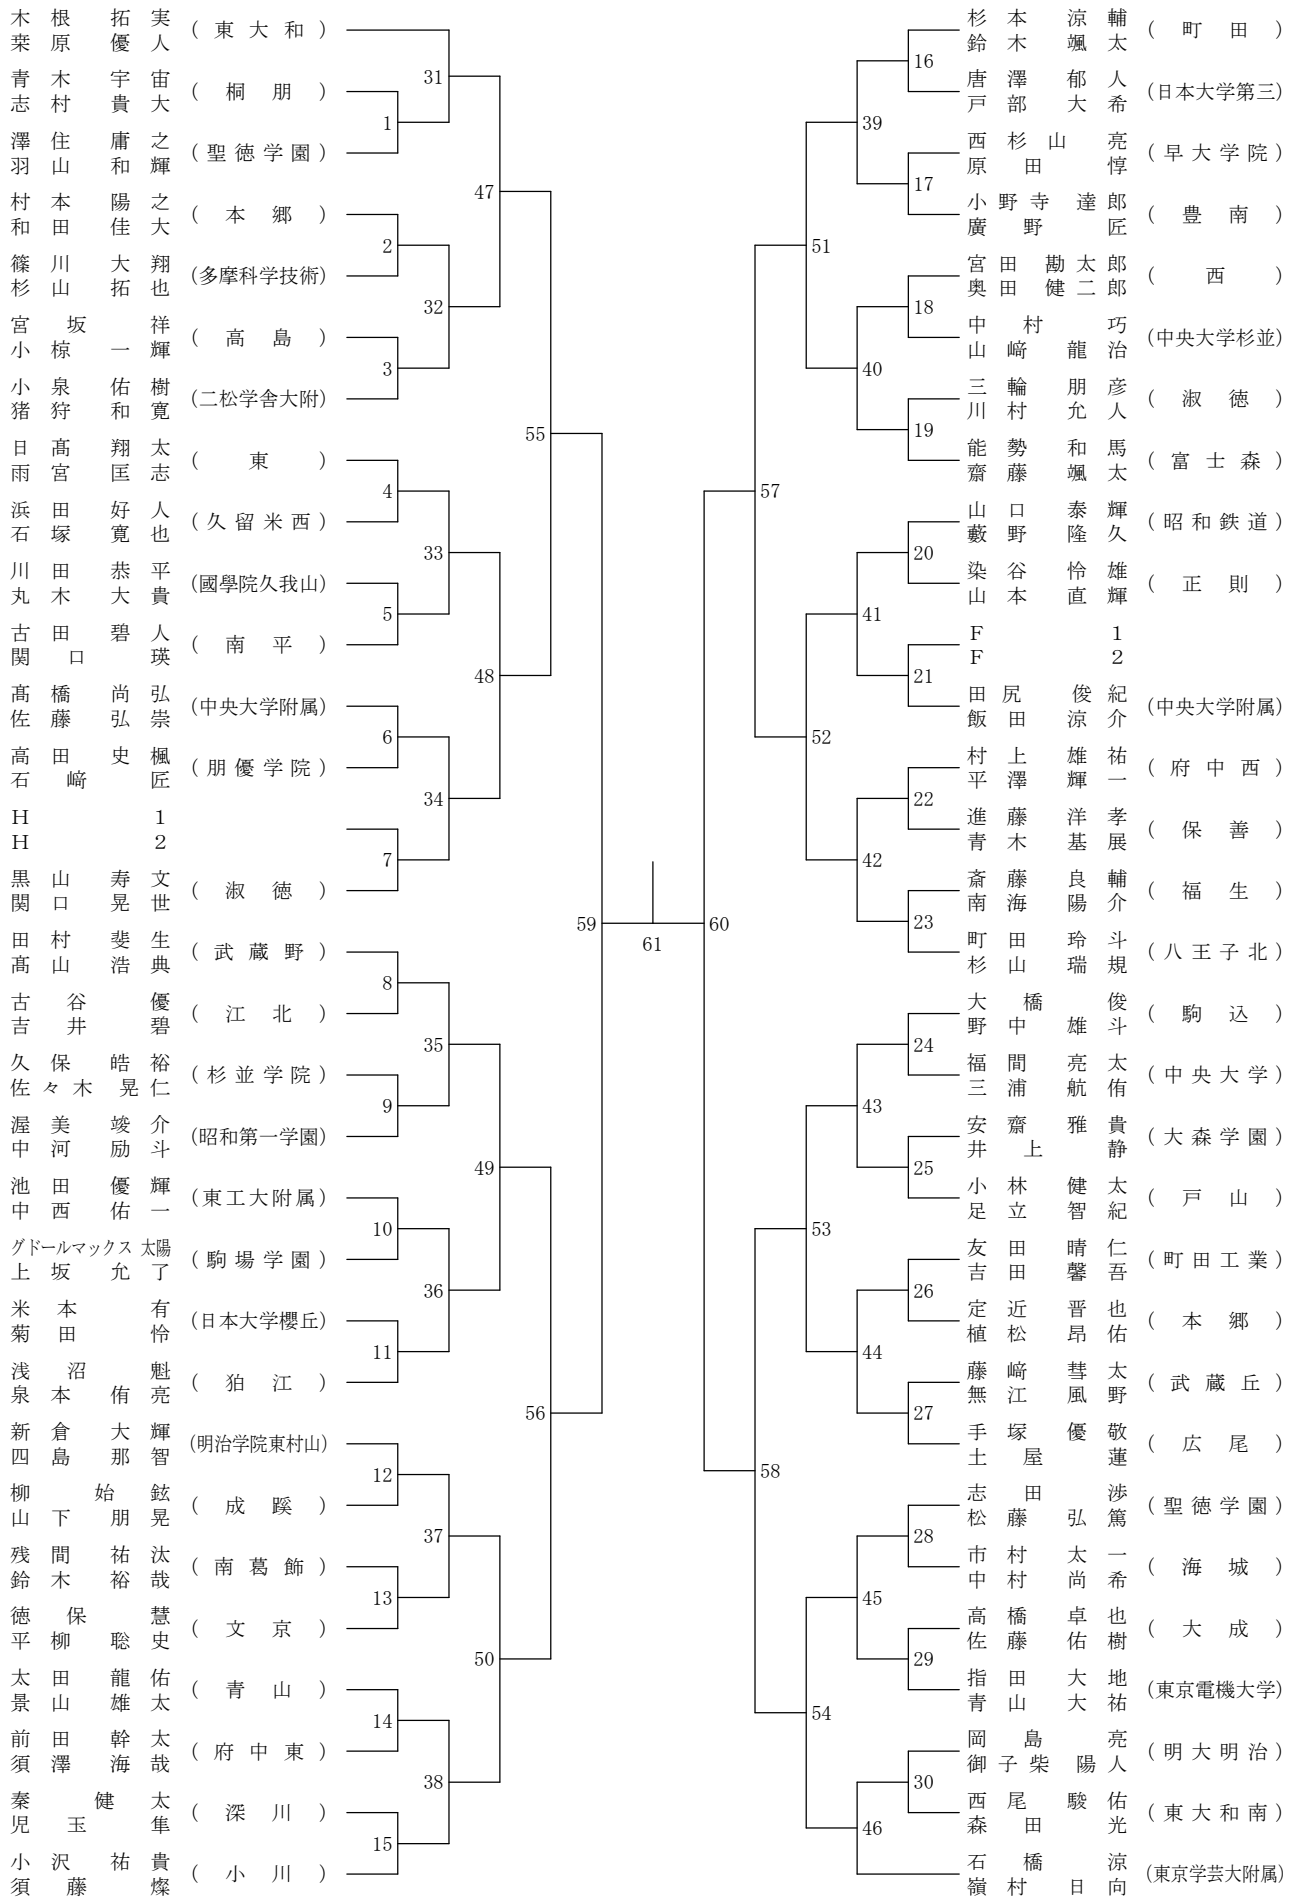 木根拓実
桒原優人
(東大和)
青木宇宙
志村貴大
(桐朋)
澤住庸之
羽山和輝
(聖徳学園)
村本陽之
和田佳大
(本郷)
篠川大翔
杉山拓也
(多摩科学技術)
宮坂祥
小椋一輝
(高島)
小泉佑樹
猪狩和寛
(二松学舎大附)
日髙翔太
雨宮匡志
(東)
浜田好人
石塚寛也
(久留米西)
川田恭平
丸木大貴
(國學院久我山)
古田碧人
関口瑛
(南平)
髙橋尚弘
佐藤弘崇
(中央大学附属)
高田史楓
石﨑匠
(朋優学院)
H 1
H 2
黒山寿文
関口晃世
(淑徳)
田村斐生
髙山浩典
(武蔵野)
古谷優
吉井碧
(江北)
久保皓裕
佐々木晃仁
(杉並学院)
渥美竣介
中河励斗
(昭和第一学園)
池田優輝
中西佑一
(東工大附属)
グドールマックス 太陽
上坂允了
(駒場学園)
米本有
菊田怜
(日本大学櫻丘)
浅沼魁
泉本侑亮
(狛江)
新倉大輝
四島那智
(明治学院東村山)
柳始鉉
山下朋晃
(成蹊)
残間祐汰
鈴木裕哉
(南葛飾)
徳保慧
平柳聡史
(文京)
太田龍佑
景山雄太
(青山)
前田幹太
須澤海哉
(府中東)
秦健太
児玉隼
(深川)
小沢祐貴
須藤燦
(小川)
1
2
3
4
5
6
7
8
9
10
11
12
13
14
15
31
32
33
34
35
36
37
38
47
48
49
50
55
56
59
61
60
57
58
51
52
53
54
39
40
41
42
43
44
45
46
16
17
18
19
20
21
22
23
24
25
26
27
28
29
30
杉本涼輔
鈴木颯太
(町田)
唐澤郁人
戸部大希
(日本大学第三)
西杉山亮
原田惇
(早大学院)
小野寺達郎
廣野匠
(豊南)
宮田勘太郎
奥田健二郎
(西)
中村巧
山﨑龍治
(中央大学杉並)
三輪朋彦
川村允人
(淑徳)
能勢和馬
齋藤颯太
(富士森)
山口泰輝
藪野隆久
(昭和鉄道)
染谷怜雄
山本直輝
(正則)
F 1
F 2
田尻俊紀
飯田涼介
(中央大学附属)
村上雄祐
平澤輝一
(府中西)
進藤洋孝
青木基展
(保善)
斎藤良輔
南海陽介
(福生)
町田玲斗
杉山瑞規
(八王子北)
大橋俊
野中雄斗
(駒込)
福間亮太
三浦航侑
(中央大学)
安齋雅貴
井上静
(大森学園)
小林健太
足立智紀
(戸山)
友田晴仁
吉田馨吾
(町田工業)
定近晋也
植松昂佑
(本郷)
藤﨑彗太
無江風野
(武蔵丘)
手塚優敬
土屋蓮
(広尾)
志田渉
松藤弘篤
(聖徳学園)
市村太一
中村尚希
(海城)
高橋卓也
佐藤佑樹
(大成)
指田大地
青山大祐
(東京電機大学)
岡島亮
御子柴陽人
(明大明治)
西尾駿佑
森田光
(東大和南)
石橋涼
嶺村日向
(東京学芸大附属)